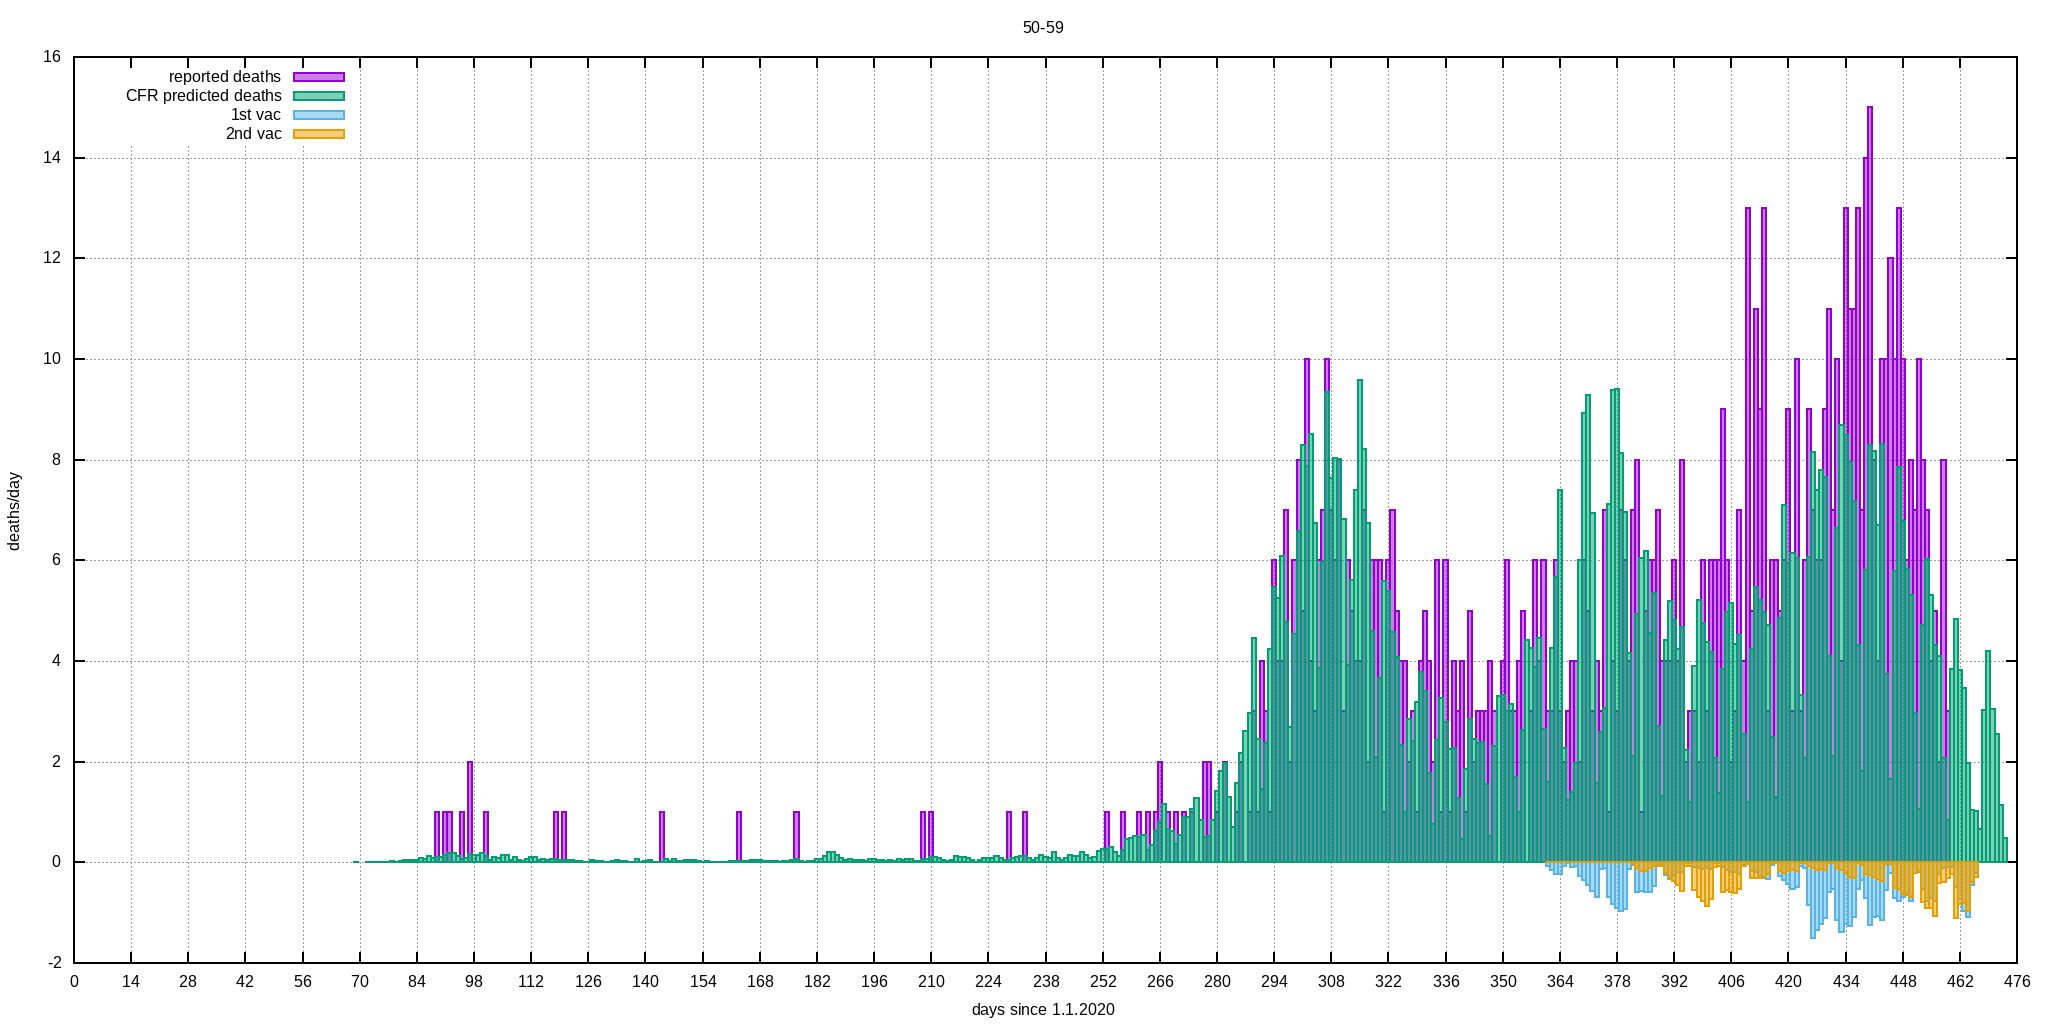 50-59
reported deaths
CFR predicted deaths
1st vac
2nd vac
16
14
12
10
8
6
4
2
0
-2
deaths/day
0 14 28 42 56 70 84 98 112 126 140 154 168 182 196 210 224 238 252 266 280 294 308 322 336 350 364 378 392 406 420 434 448 462 476
days since 1.1.2020